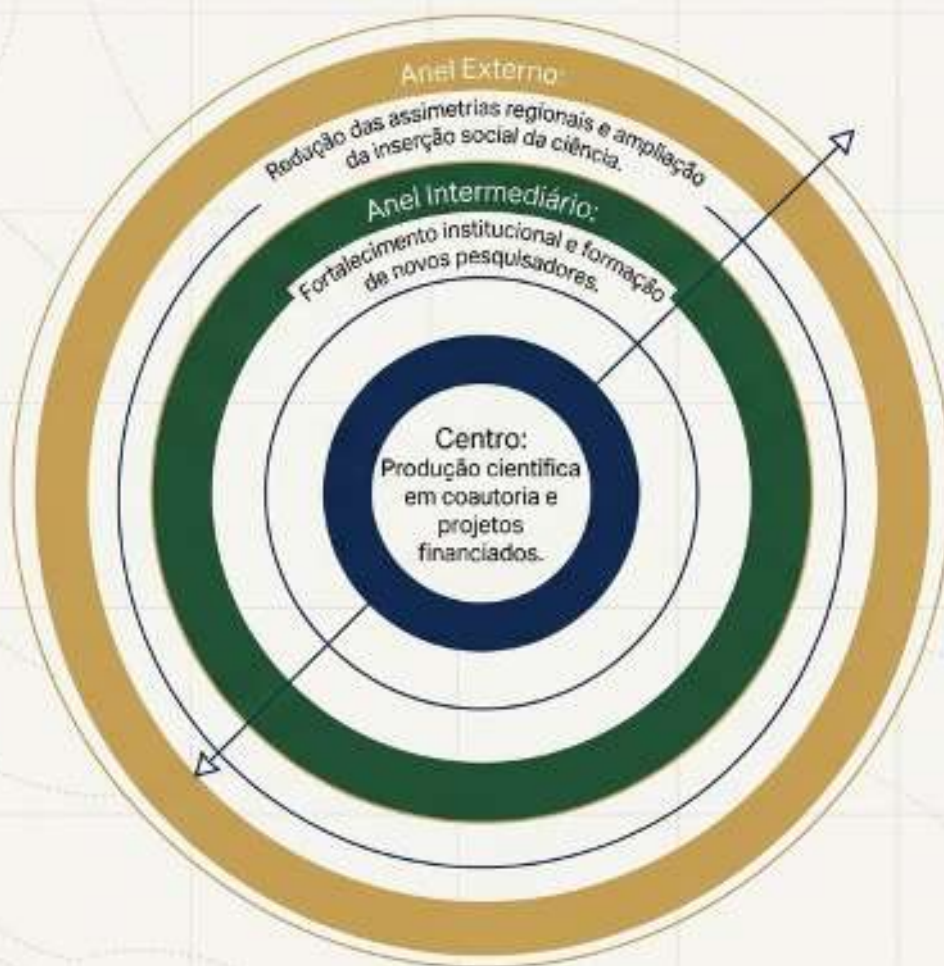 Anel Externo:
Redução das assimetrias regionais e ampliação
da inserção social da ciência.
Anel Intermediário:
Fortalecimento institucional e formação
de novos pesquisadores.
Centro:
Produção científica
em coautoria e
projetos
financiados.